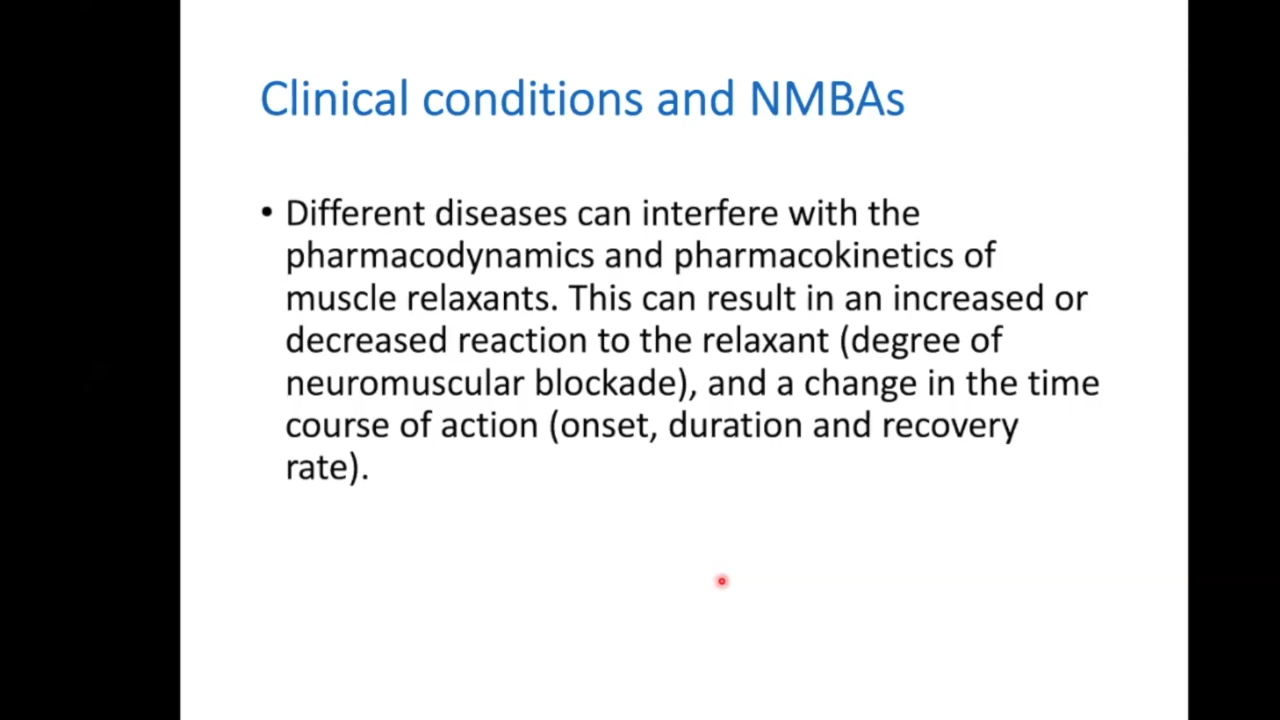 Clinical conditions and NMBAs
• Different diseases can interfere with the
pharmacodynamics and pharmacokinetics of
muscle relaxants. This can result in an increased or
decreased reaction to the relaxant (degree of
neuromuscular blockade), and a change in the time
course of action (onset, duration and recovery
rate).